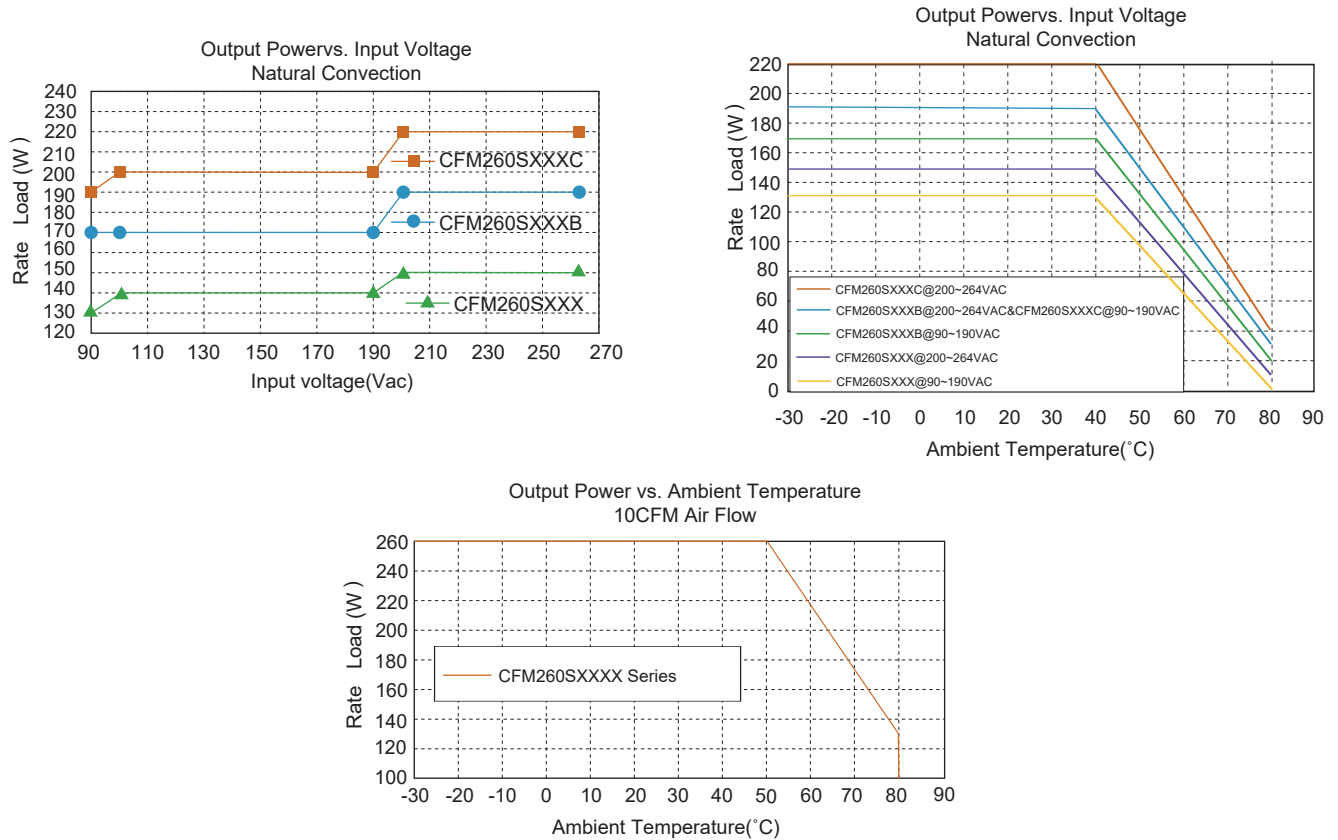 Output Powervs. Input Voltage
Natural Convection
240
230
220
210
200
190
180
170
160
150
140
130
120
Rate Load (W)
CFM260SXXXC
CFM260SXXXB
CFM260SXXX
90 110 130 150 170 190 210 230 250 270
Input voltage(Vac)
Output Powervs. Input Voltage
Natural Convection
220
200
180
160
140
120
100
80
60
40
20
0
Rate Load (W)
CFM260SXXXC@200~264VAC
CFM260SXXXB@200~264VAC&CFM260SXXXC@90~190VAC
CFM260SXXXB@90~190VAC
CFM260SXXX@200~264VAC
CFM260SXXX@90~190VAC
-30 -20 -10 0 10 20 30 40 50 60 70 80 90
Ambient Temperature(˚C)
Output Power vs. Ambient Temperature
10CFM Air Flow
260
240
220
200
180
160
140
120
100
Rate Load (W)
CFM260SXXXX Series
-30 -20 -10 0 10 20 30 40 50 60 70 80 90
Ambient Temperature(˚C)